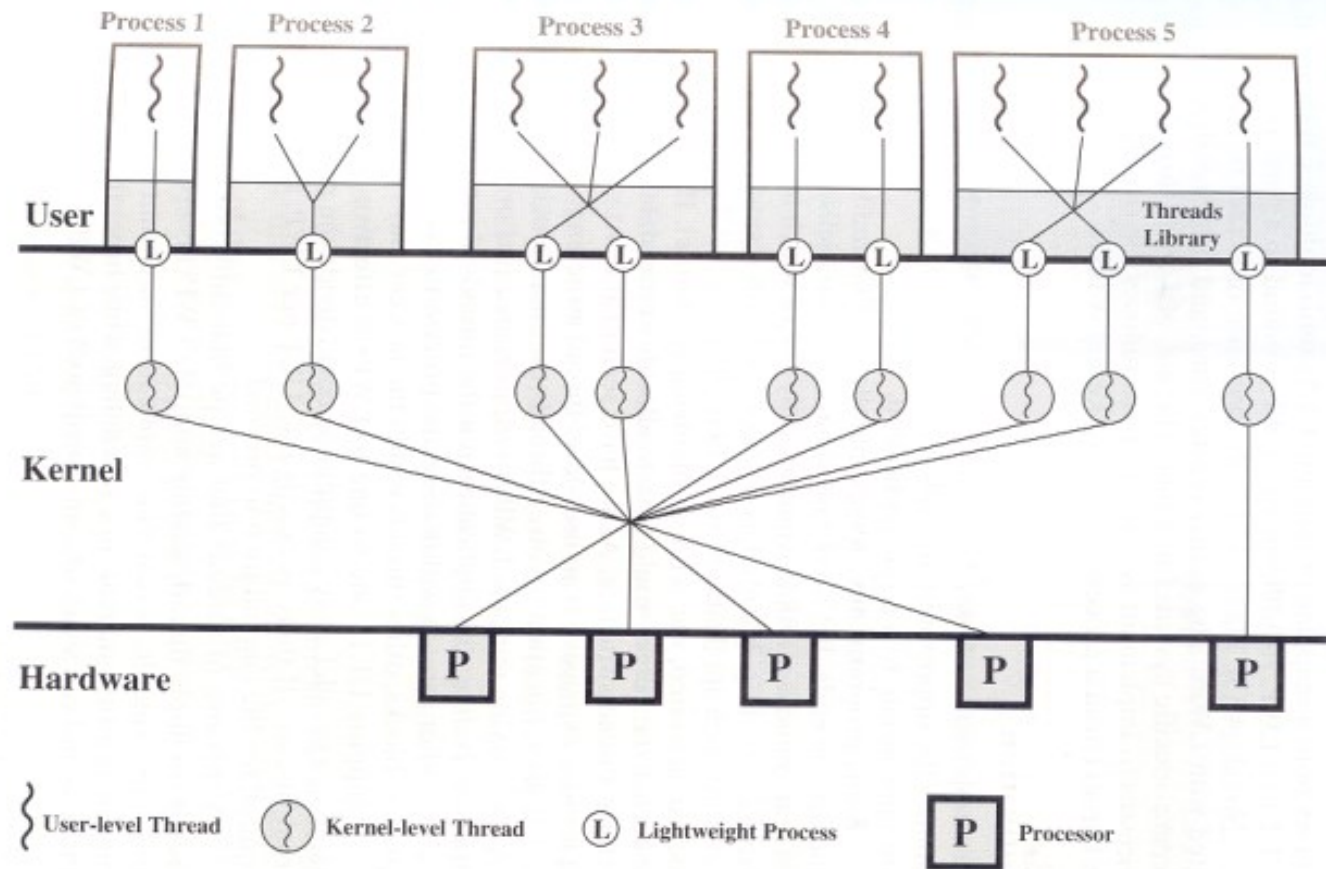 Process 1 Process 2 Process 3 Process 4 Process 5
User
Threads
Library
L L L L L L L L L
Kernel
P P P P P
Hardware
User-level Thread L Kernel-level Thread Lightweight Process P Processor